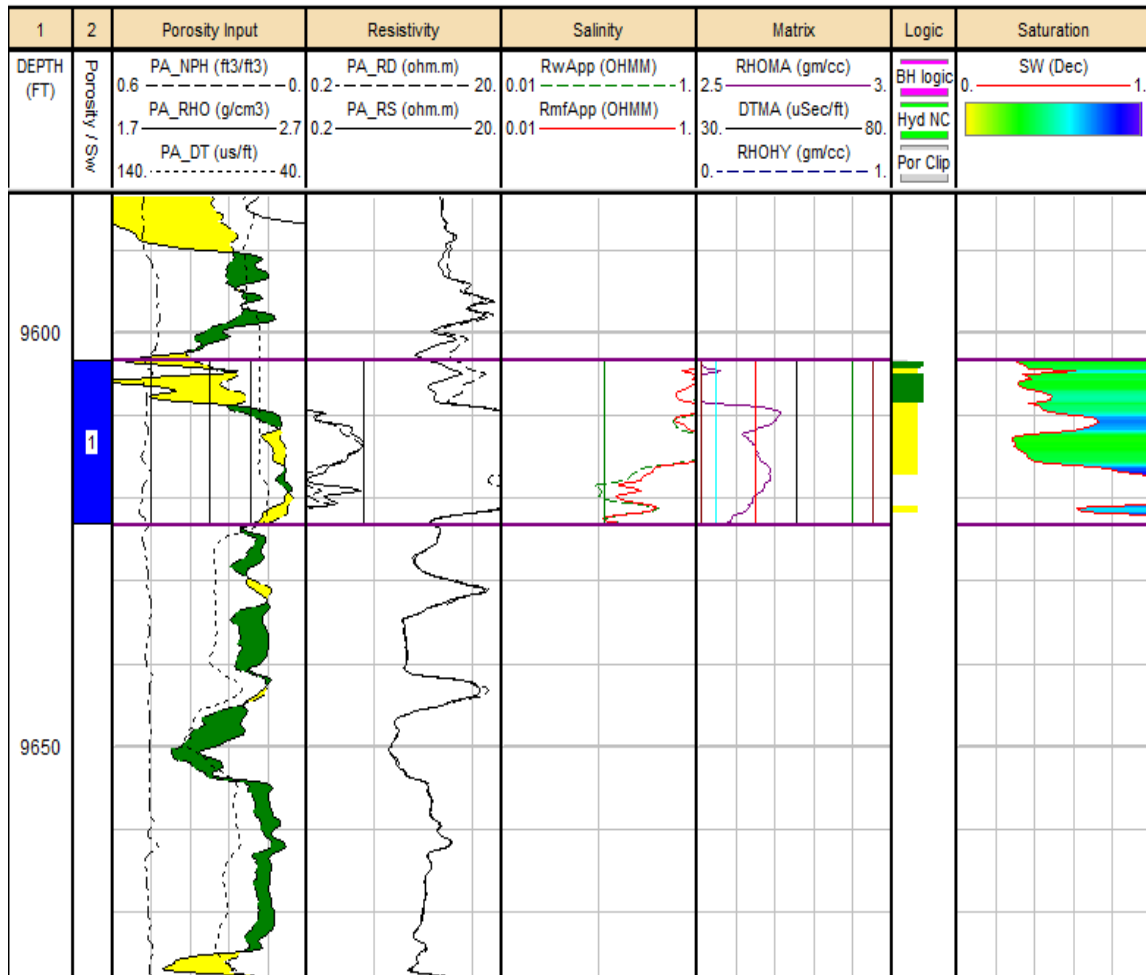 1 2 Porosity Input Resistivity Salinity Matrix Logic Saturation
DEPTH
(FT)
Porosity / Sw
PA_NPH (ft3/ft3)
0.6 0.
PA_RHO (g/cm3)
1.7 2.7
PA_DT (us/ft)
140. 40.
PA_RD (ohm.m)
0.2 20.
PA_RS (ohm.m)
0.2 20.
RwApp (OHMM)
0.01 1.
RmfApp (OHMM)
0.01 1.
RHOMA (gm/cc)
2.5 3.
DTMA (uSec/ft)
30. 80.
RHOHY (gm/cc)
0. 1.
BH logic
Hyd NC
Por Clip
SW (Dec)
0. 1.
9600
1
9650